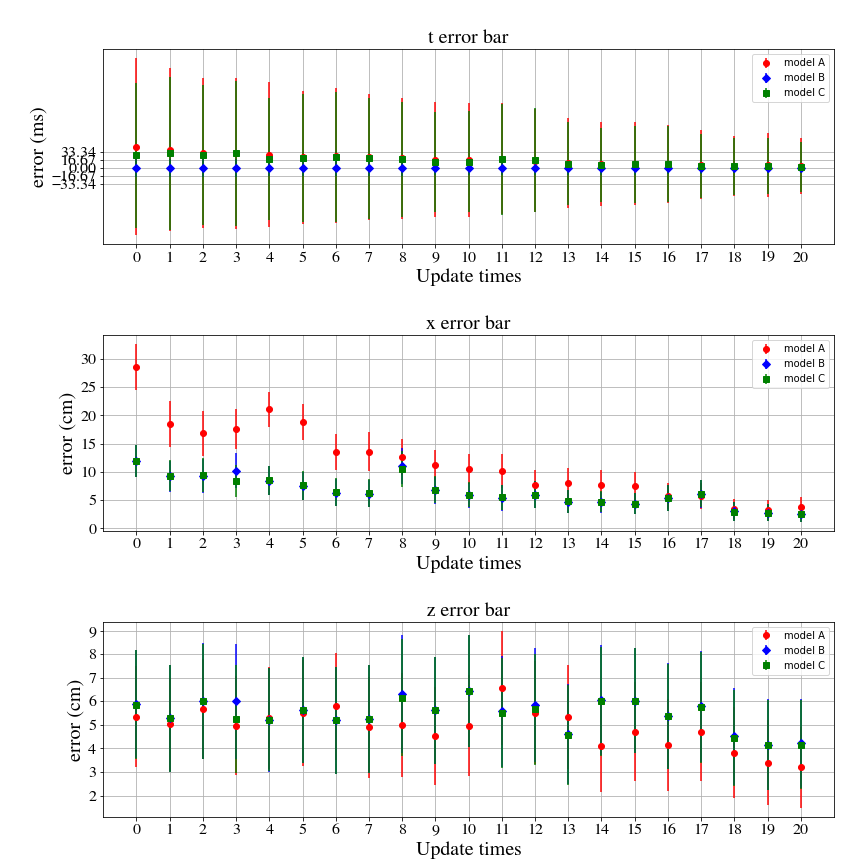 t error bar
error (ms)
33.34
16.67
0.00
−16.67
−33.34
model A
model B
model C
0 1 2 3 4 5 6 7 8 9 10 11 12 13 14 15 16 17 18 19 20
Update times
x error bar
error (cm)
30
25
20
15
10
5
0
model A
model B
model C
0 1 2 3 4 5 6 7 8 9 10 11 12 13 14 15 16 17 18 19 20
Update times
z error bar
error (cm)
9
8
7
6
5
4
3
2
model A
model B
model C
0 1 2 3 4 5 6 7 8 9 10 11 12 13 14 15 16 17 18 19 20
Update times